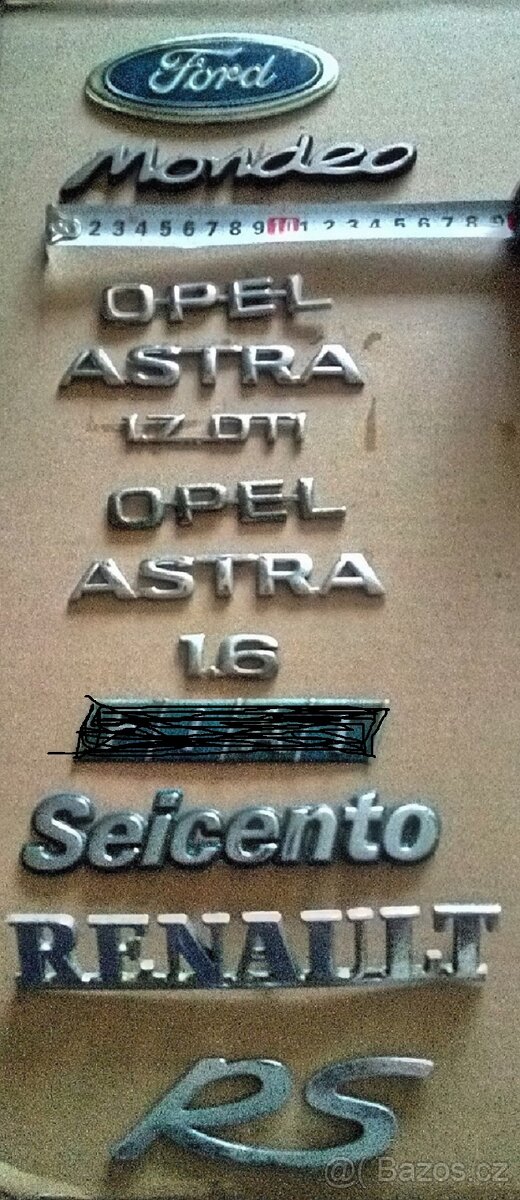 Ford
Mondeo
2 3 4 5 6 7 8 9 10 1 2 3 4 5 6 7 8 9
OPEL
ASTRA
1.7 DTI
OPEL
ASTRA
1.6
Seicento
RENAULT
RS
@ Bazos.cz